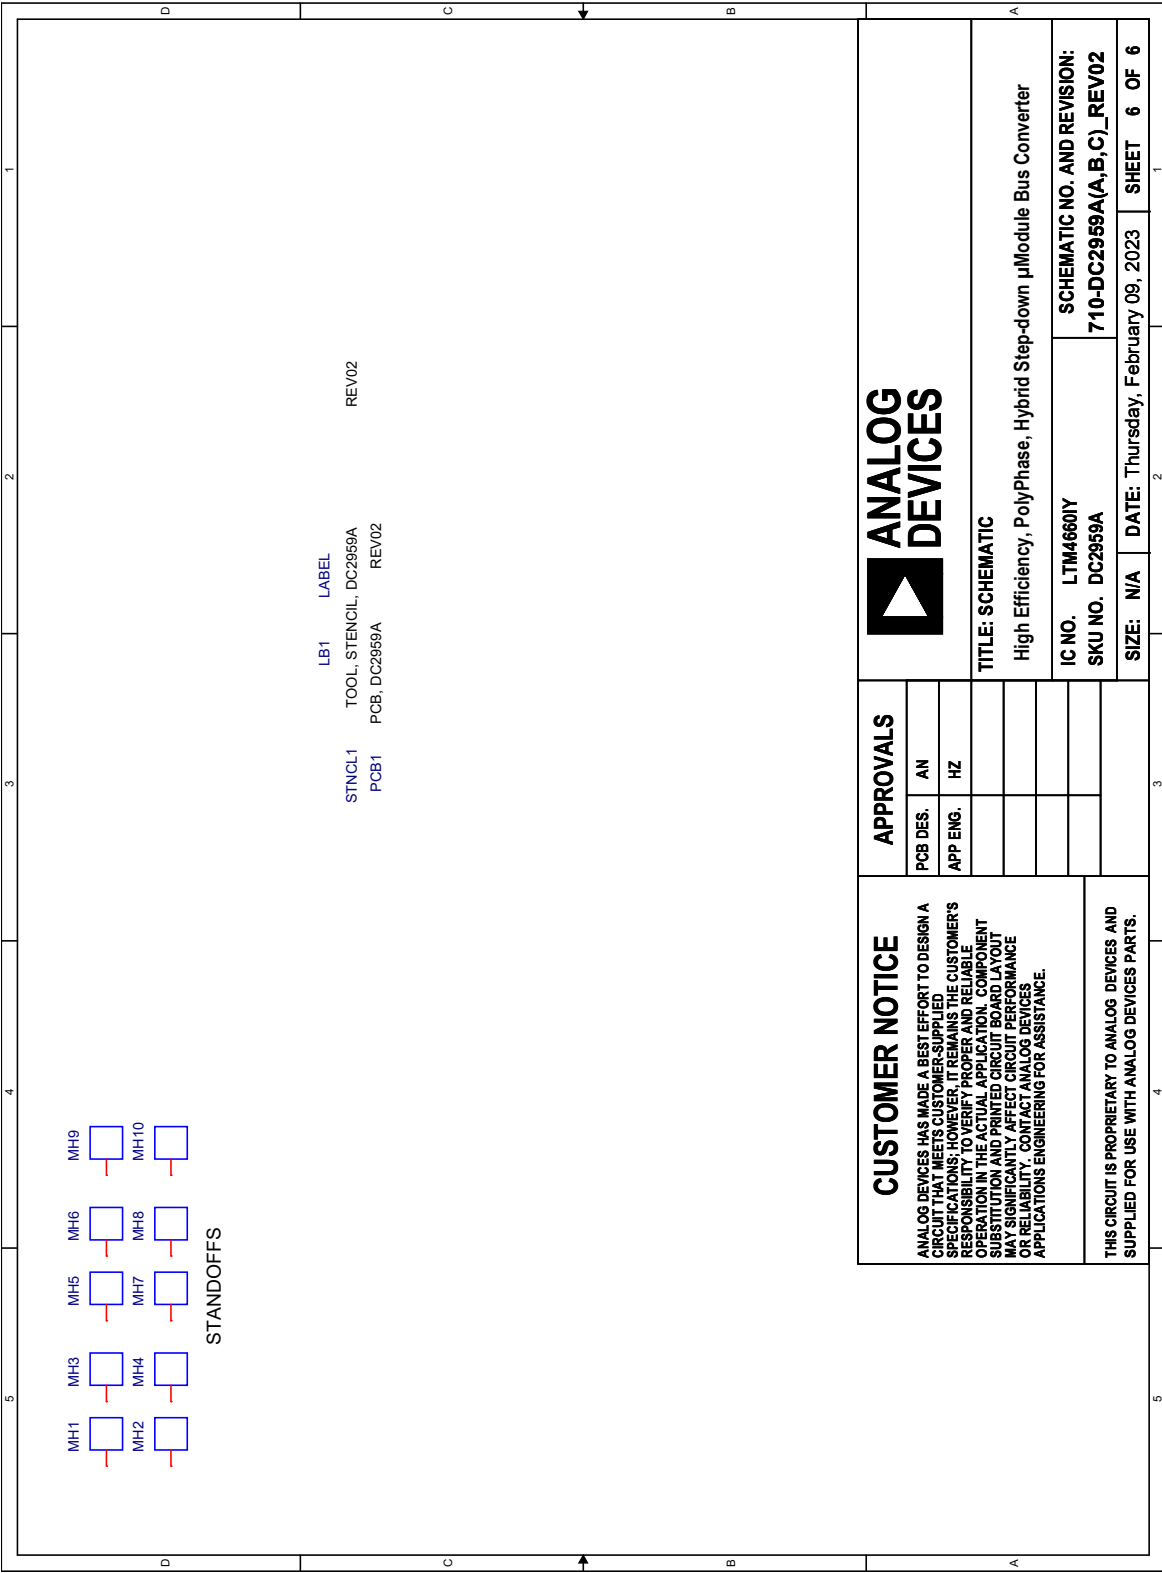 5
4
3
2
1
D
D
C
C
B
B
A
A
MH1
MH3
MH5
MH6
MH9
MH2
MH4
MH7
MH8
MH10
STANDOFFS
LB1 LABEL
STNCL1 TOOL, STENCIL, DC2959A REV02
PCB1 PCB, DC2959A REV02
CUSTOMER NOTICE
ANALOG DEVICES HAS MADE A BEST EFFORT TO DESIGN A
CIRCUIT THAT MEETS CUSTOMER-SUPPLIED
SPECIFICATIONS; HOWEVER, IT REMAINS THE CUSTOMER'S
RESPONSIBILITY TO VERIFY PROPER AND RELIABLE
OPERATION IN THE ACTUAL APPLICATION. COMPONENT
SUBSTITUTION AND PRINTED CIRCUIT BOARD LAYOUT
MAY SIGNIFICANTLY AFFECT CIRCUIT PERFORMANCE
OR RELIABILITY. CONTACT ANALOG DEVICES
APPLICATIONS ENGINEERING FOR ASSISTANCE.
THIS CIRCUIT IS PROPRIETARY TO ANALOG DEVICES AND
SUPPLIED FOR USE WITH ANALOG DEVICES PARTS.
APPROVALS
PCB DES. AN
APP ENG. HZ
ANALOG
DEVICES
TITLE: SCHEMATIC
High Efficiency, PolyPhase, Hybrid Step-down µModule Bus Converter
IC NO. LTM4660IY
SKU NO. DC2959A
SCHEMATIC NO. AND REVISION:
710-DC2959A(A,B,C)_REV02
SIZE: N/A DATE: Thursday, February 09, 2023 SHEET 6 OF 6
5
4
3
2
1